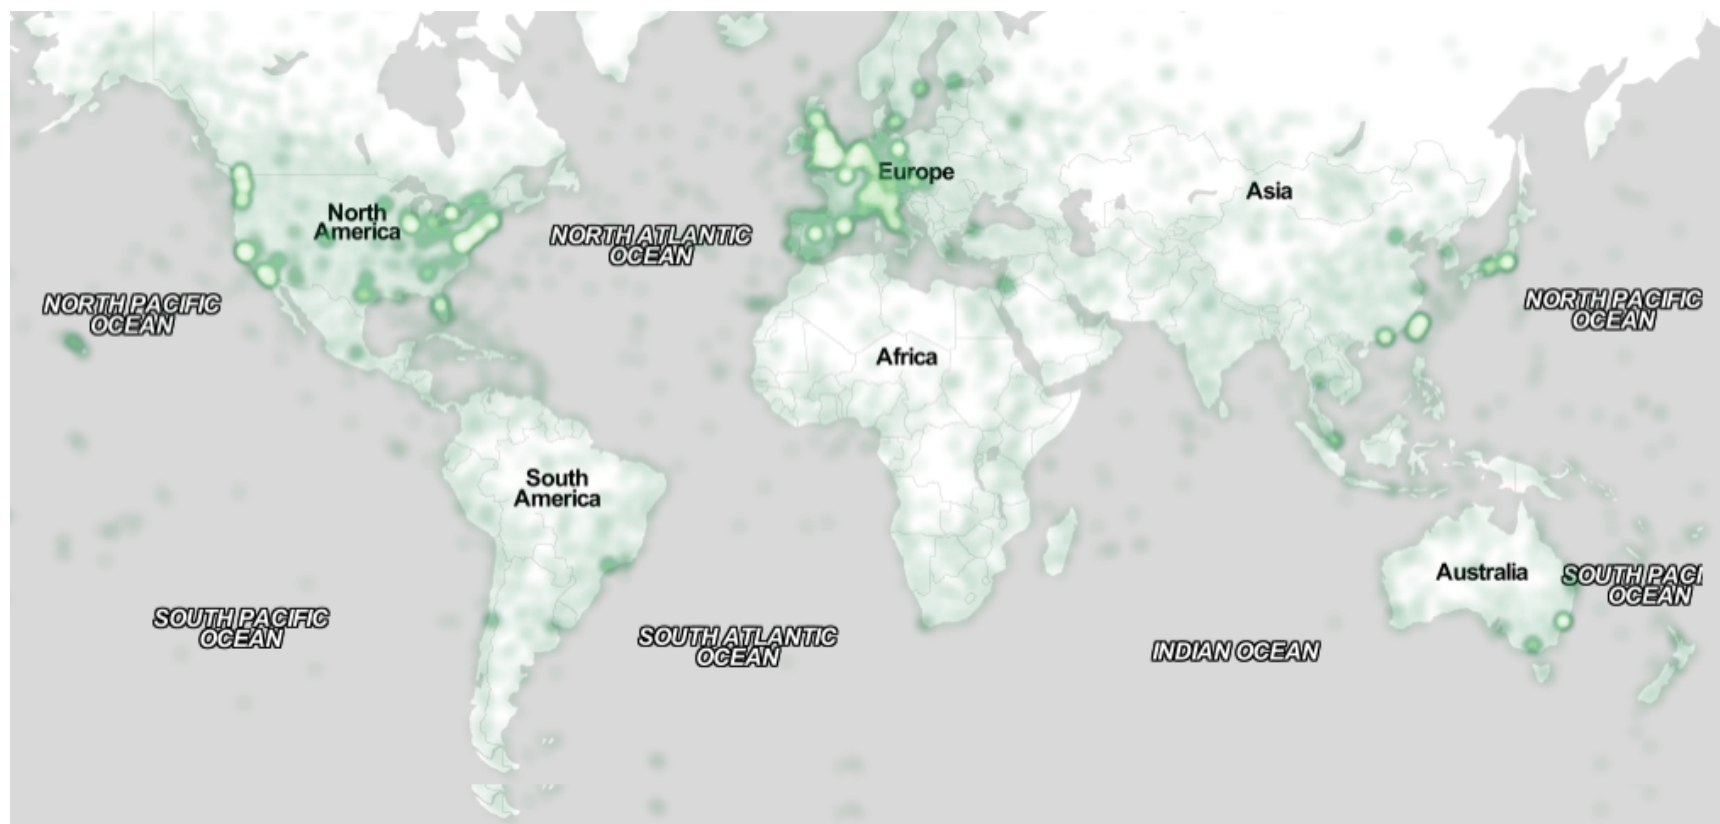 Europe
Asia
North
America
NORTH ATLANTIC
OCEAN
NORTH PACIFIC
OCEAN
NORTH PACIFIC
OCEAN
Africa
South
America
Australia
SOUTH PACI
OCEAN
SOUTH PACIFIC
OCEAN
SOUTH ATLANTIC
OCEAN
INDIAN OCEAN